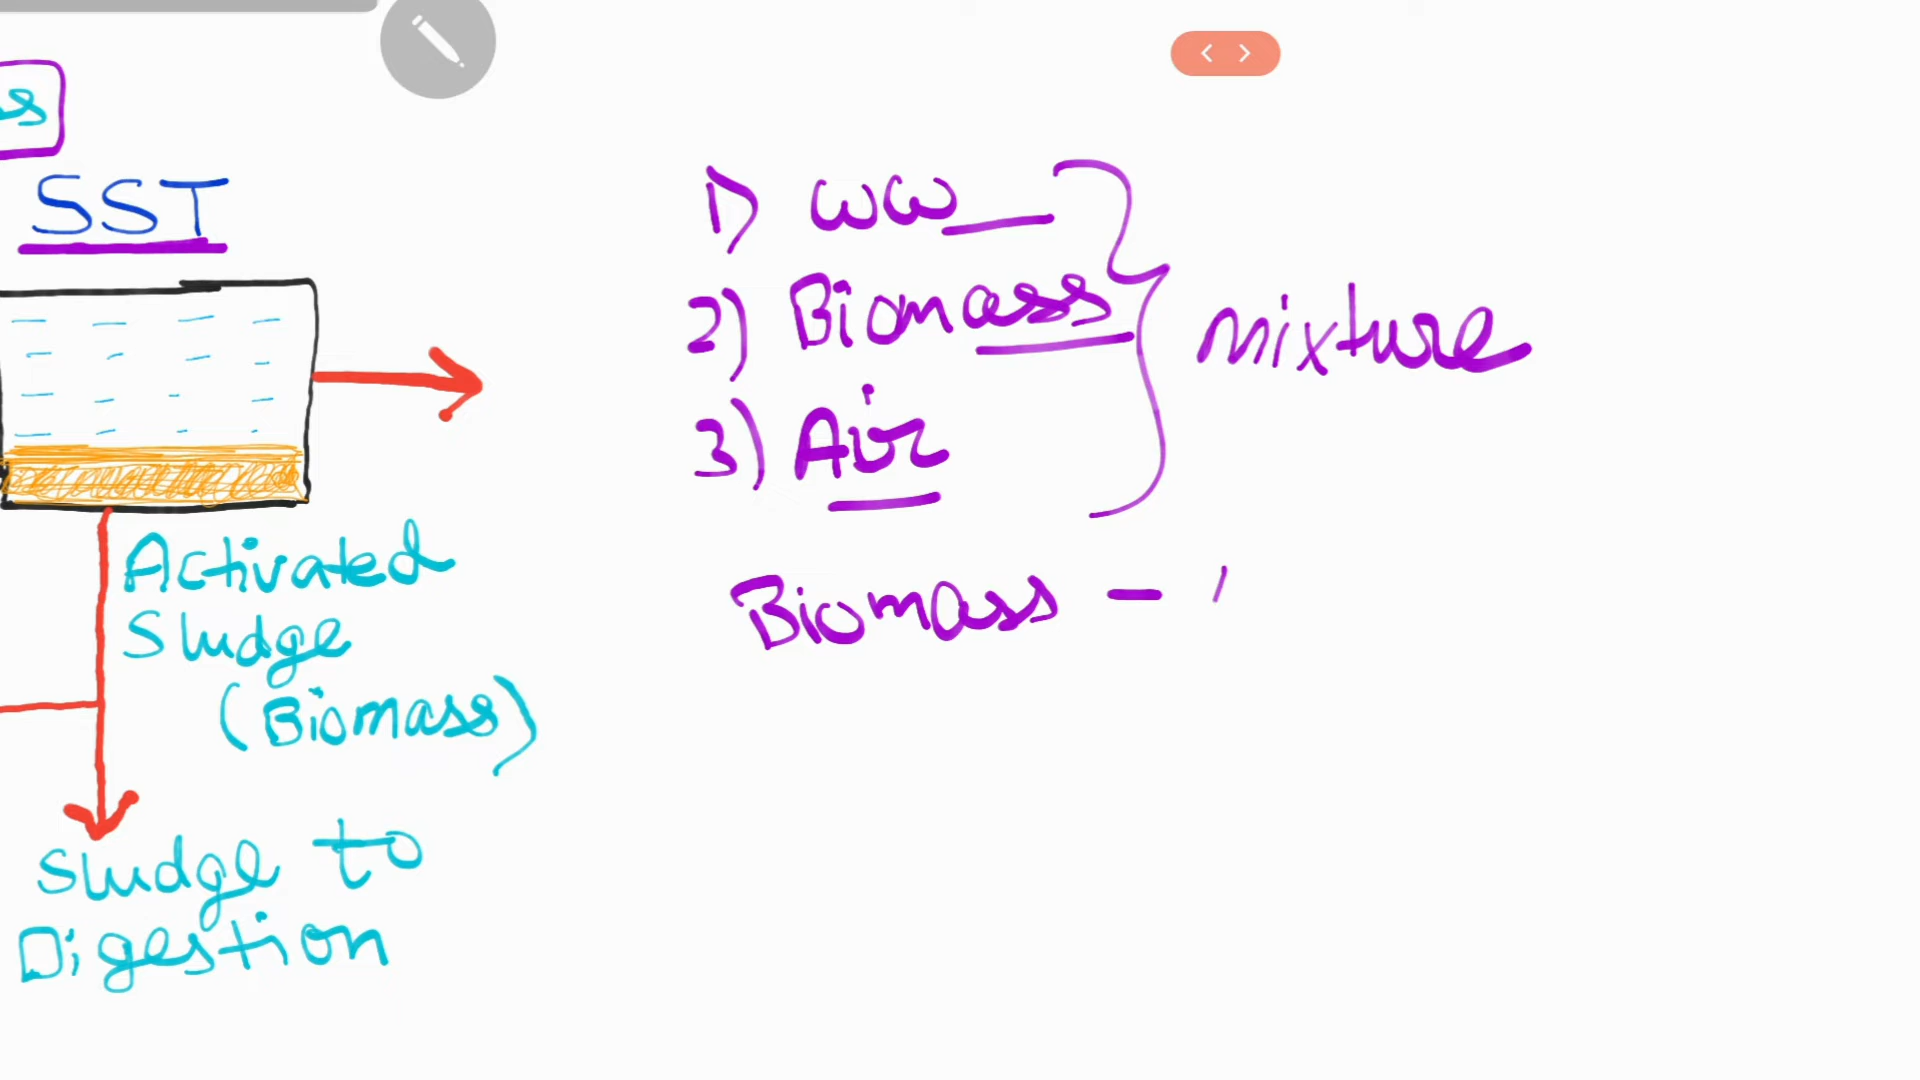 SST
1) WW
2) Biomass
3) Air
mixture
Biomass -
Activated
Sludge
(Biomass)
Sludge to
Digestion